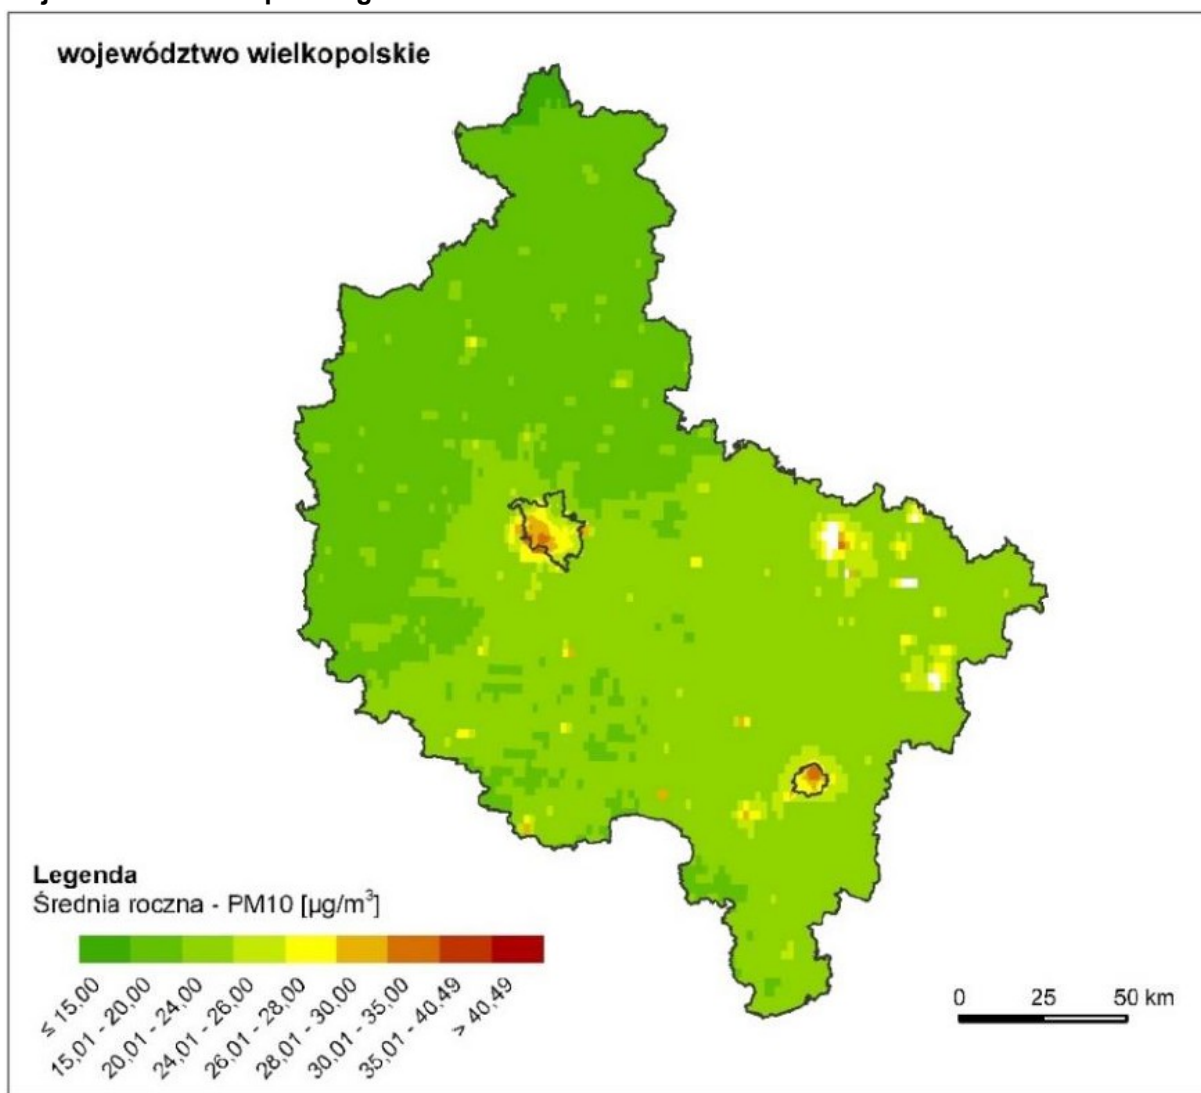 województwo wielkopolskie
Legenda
Średnia roczna - PM10 [µg/m³]
≤ 15,00
15,01 - 20,00
20,01 - 24,00
24,01 - 26,00
26,01 - 28,00
28,01 - 30,00
30,01 - 35,00
35,01 - 40,49
> 40,49
0 25 50 km